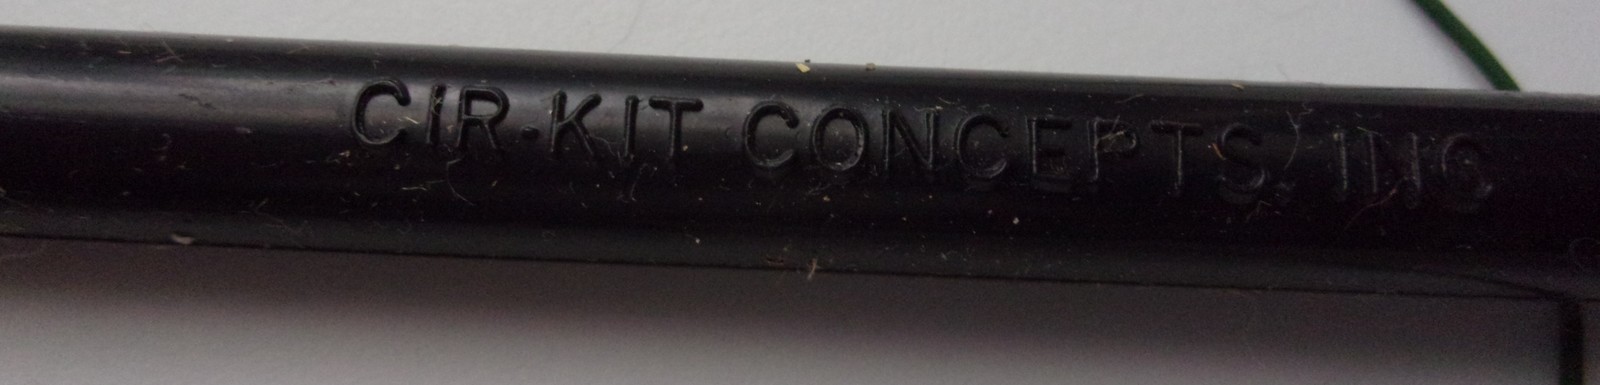 CIR-KIT CONCEPTS, INC